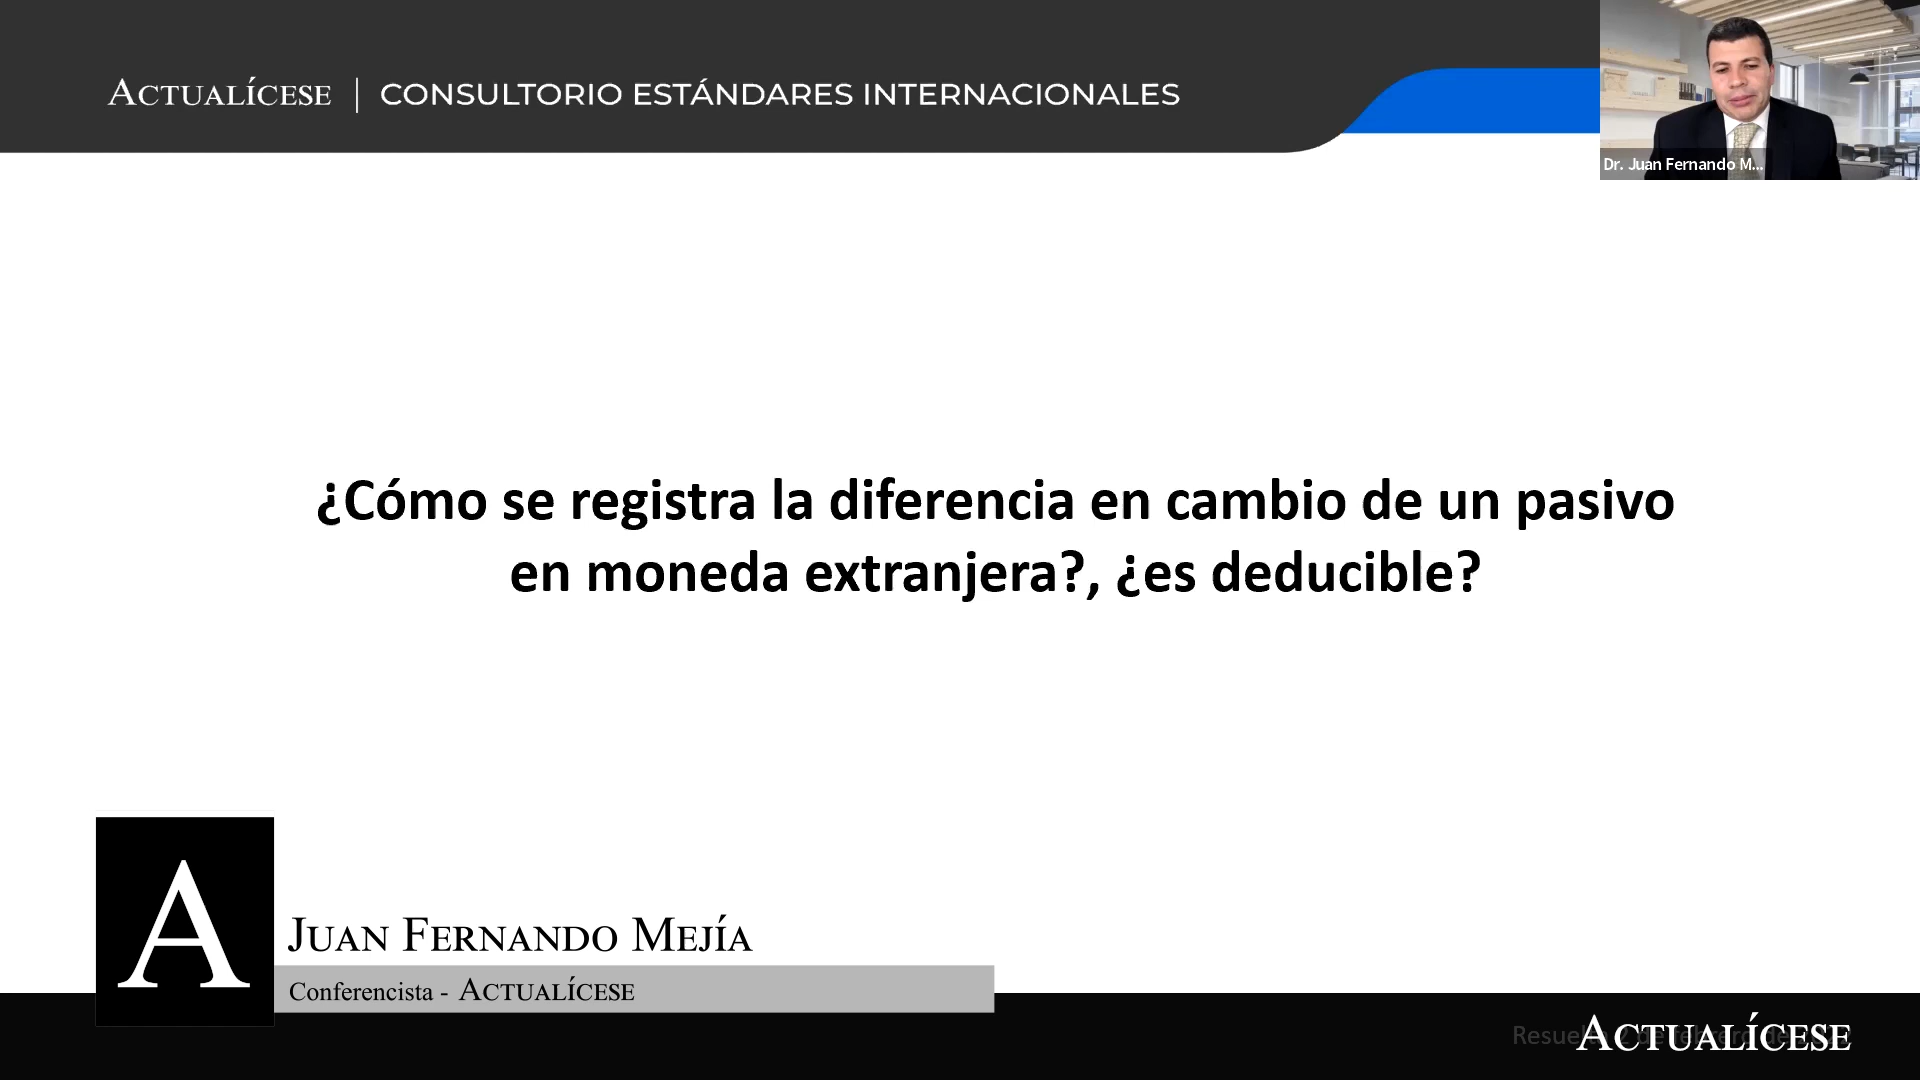 ACTUALÍCESE | CONSULTORIO ESTÁNDARES INTERNACIONALES
Dr. Juan Fernando M...
¿Cómo se registra la diferencia en cambio de un pasivo
en moneda extranjera?, ¿es deducible?
A
JUAN FERNANDO MEJÍA
Conferencista - ACTUALÍCESE
ACTUALÍCESE